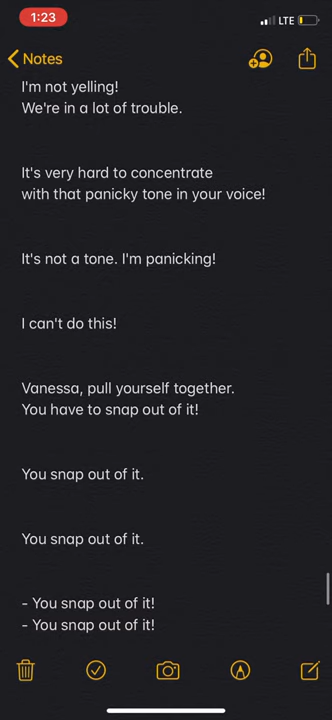 1:23
LTE
Notes
I'm not yelling!
We're in a lot of trouble.
It's very hard to concentrate
with that panicky tone in your voice!
It's not a tone. I'm panicking!
I can't do this!
Vanessa, pull yourself together.
You have to snap out of it!
You snap out of it.
You snap out of it.
- You snap out of it!
- You snap out of it!